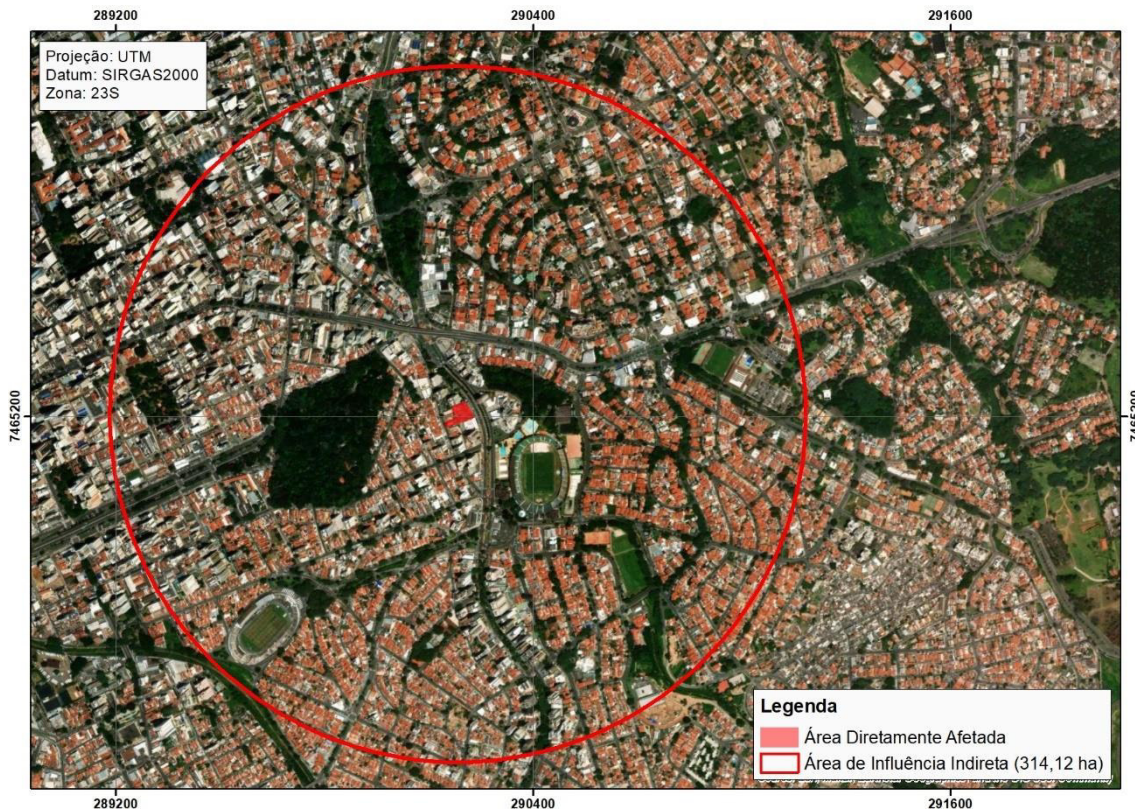 289200 290400 291600
Projeção: UTM
Datum: SIRGAS2000
Zona: 23S
7465200 7465200
Legenda
Área Diretamente Afetada
Área de Influência Indireta (314,12 ha)
289200 290400 291600